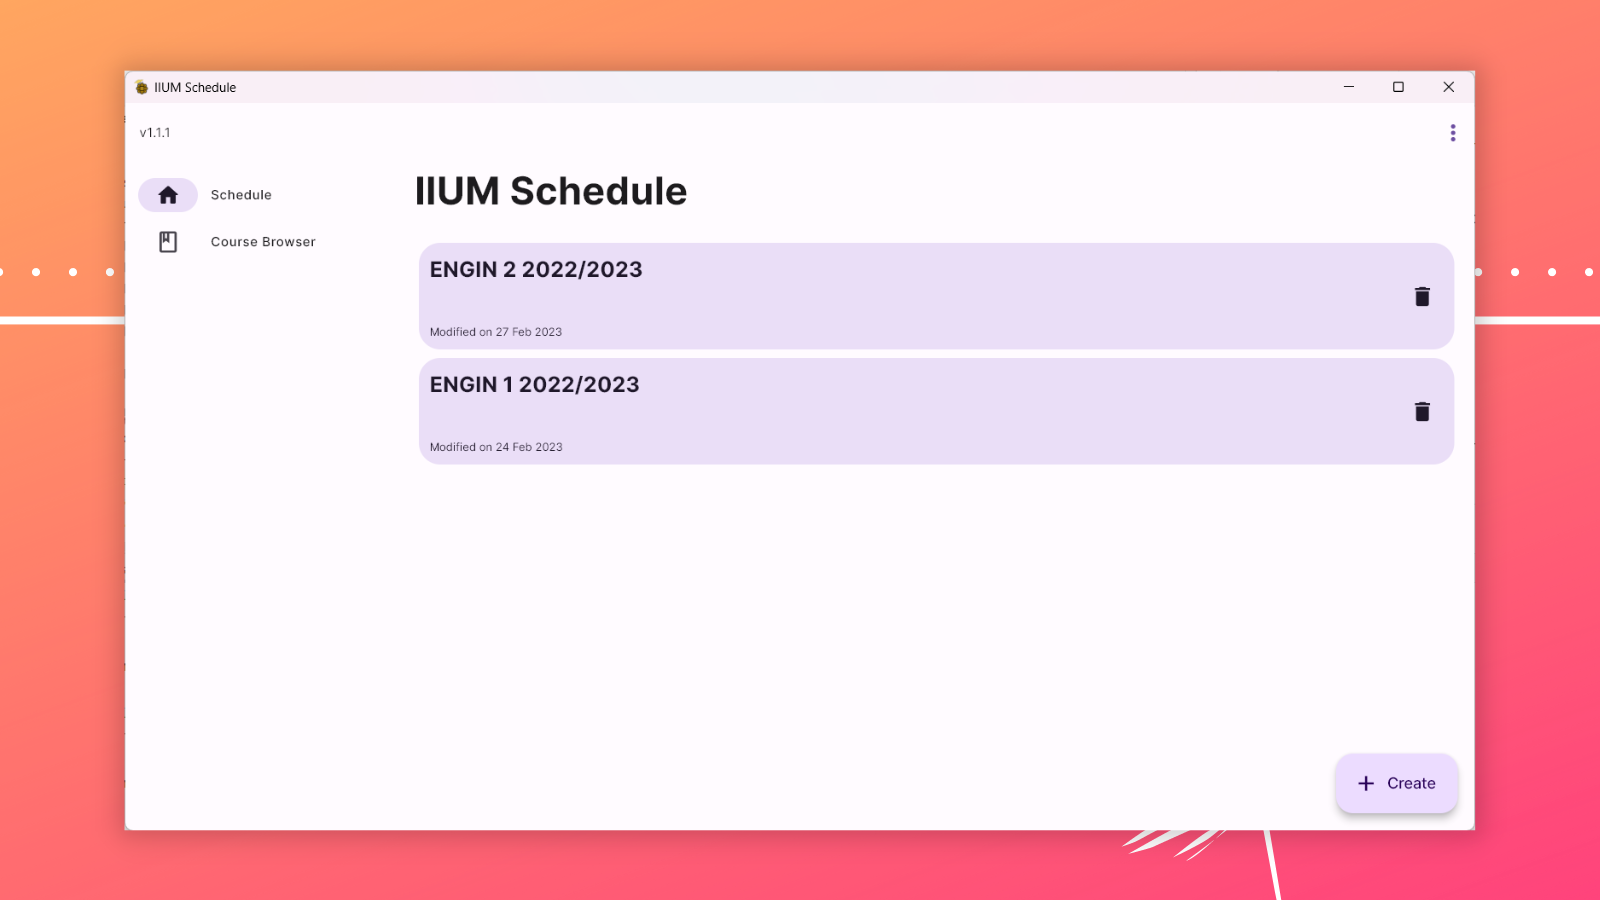 IIUM Schedule
v1.1.1
Schedule
Course Browser
IIUM Schedule
ENGIN 2 2022/2023
Modified on 27 Feb 2023
ENGIN 1 2022/2023
Modified on 24 Feb 2023
Create